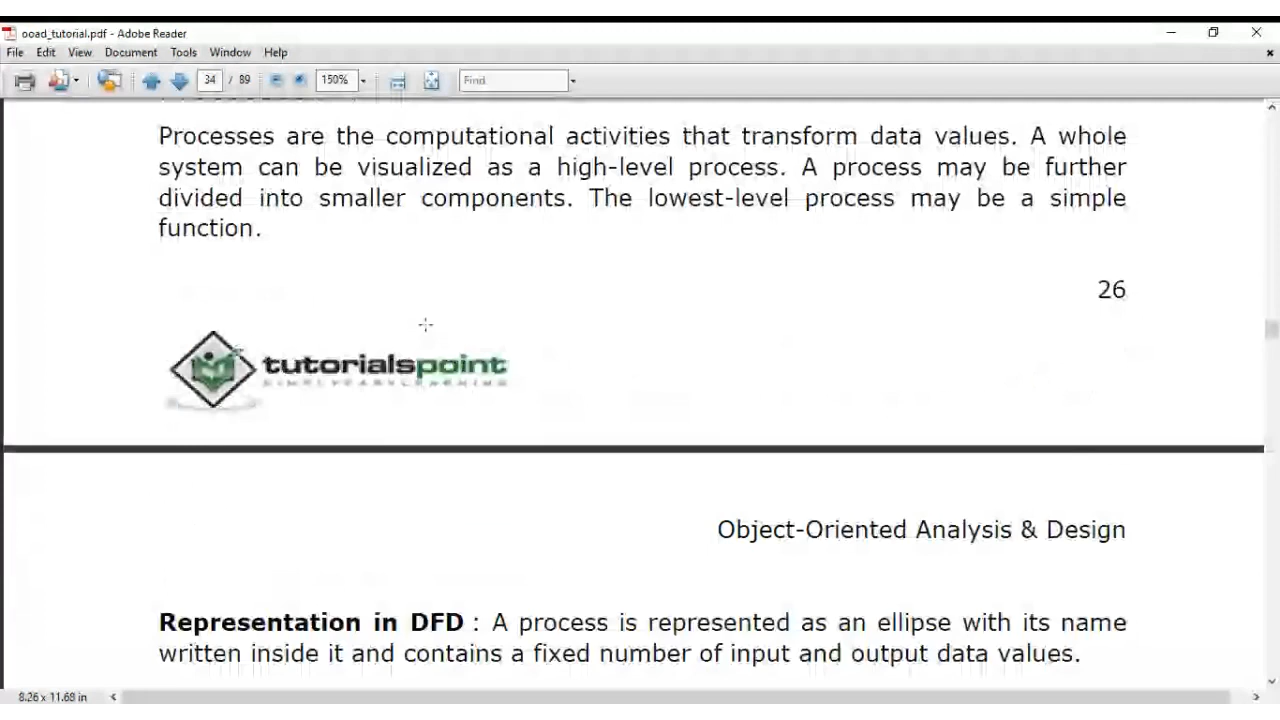 ooad_tutorial.pdf - Adobe Reader
File Edit View Document Tools Window Help
34 / 89 150% Find
Processes are the computational activities that transform data values. A whole
system can be visualized as a high-level process. A process may be further
divided into smaller components. The lowest-level process may be a simple
function.
26
tutorialspoint
SIMPLYEASYLEARNING
Object-Oriented Analysis & Design
Representation in DFD : A process is represented as an ellipse with its name
written inside it and contains a fixed number of input and output data values.
8.26 x 11.68 in